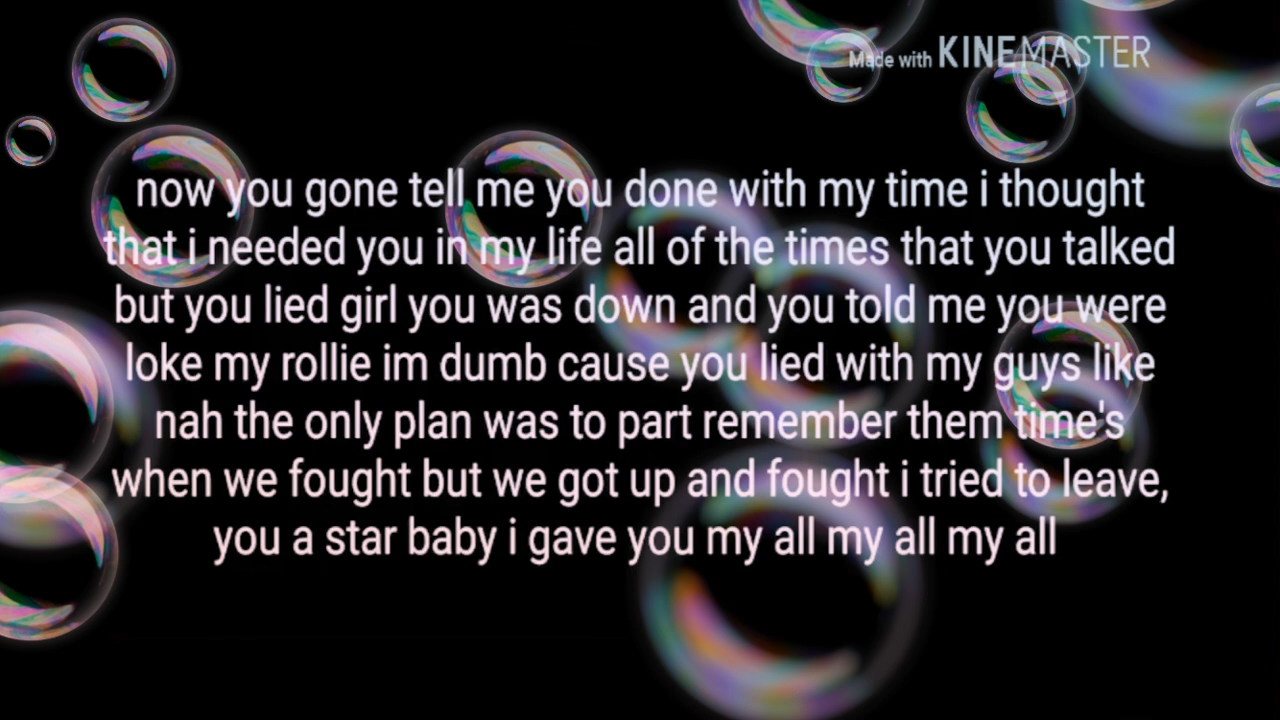 Made with KINEMASTER
now you gone tell me you done with my time i thought
that i needed you in my life all of the times that you talked
but you lied girl you was down and you told me you were
loke my rollie im dumb cause you lied with my guys like
nah the only plan was to part remember them time's
when we fought but we got up and fought i tried to leave,
you a star baby i gave you my all my all my all